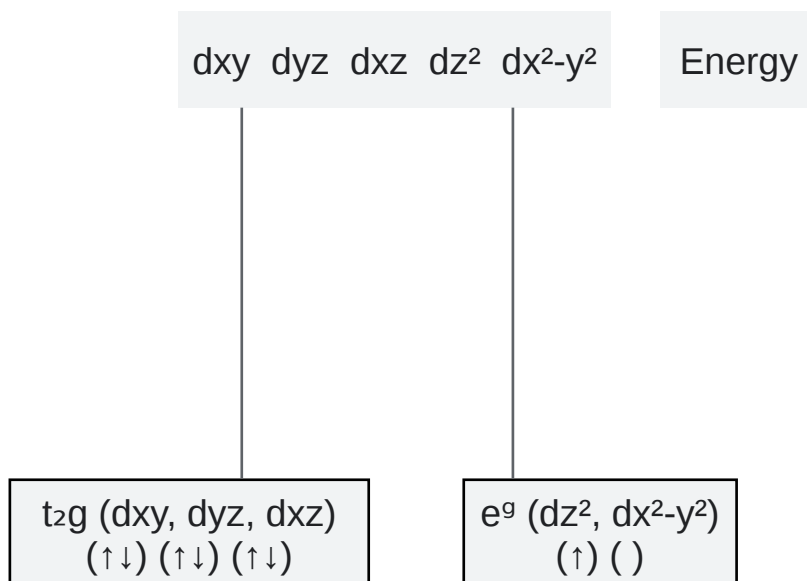 dxy dyz dxz dz² dx²-y²
Energy
t₂g (dxy, dyz, dxz)
(↑↓) (↑↓) (↑↓)
eᵍ (dz², dx²-y²)
(↑) ( )